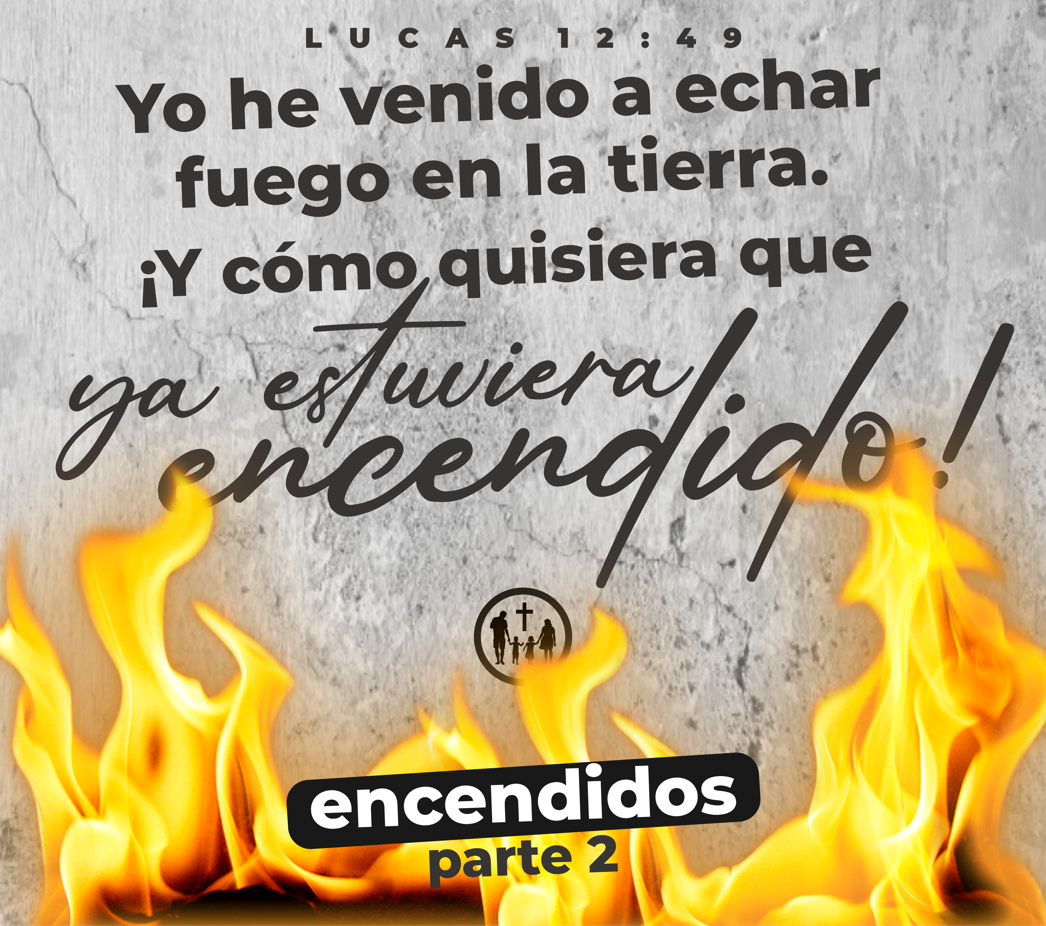 LUCAS 12:49
Yo he venido a echar
fuego en la tierra.
¡Y cómo quisiera que
ya estuviera
encendido!
encendidos
parte 2